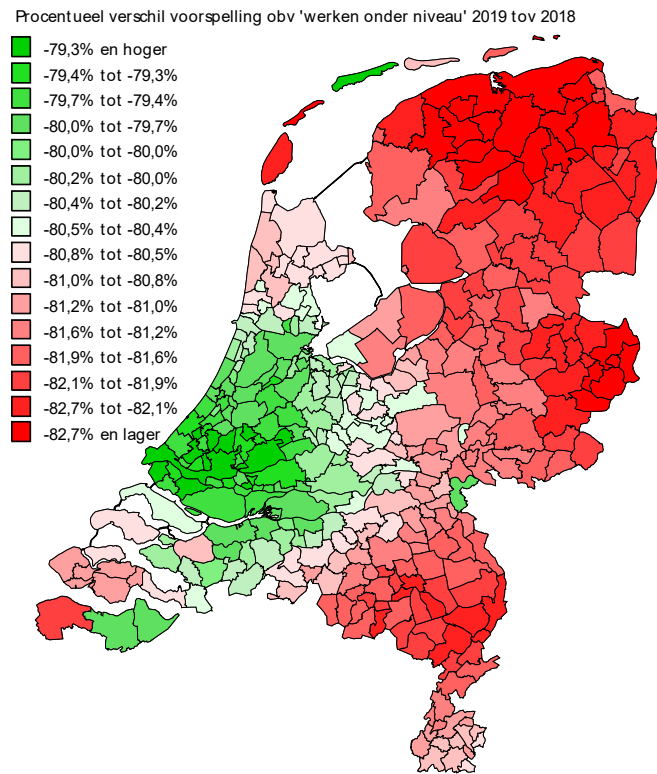 Procentueel verschil voorspelling obv 'werken onder niveau' 2019 tov 2018
-79,3% en hoger
-79,4% tot -79,3%
-79,7% tot -79,4%
-80,0% tot -79,7%
-80,0% tot -80,0%
-80,2% tot -80,0%
-80,4% tot -80,2%
-80,5% tot -80,4%
-80,8% tot -80,5%
-81,0% tot -80,8%
-81,2% tot -81,0%
-81,6% tot -81,2%
-81,9% tot -81,6%
-82,1% tot -81,9%
-82,7% tot -82,1%
-82,7% en lager